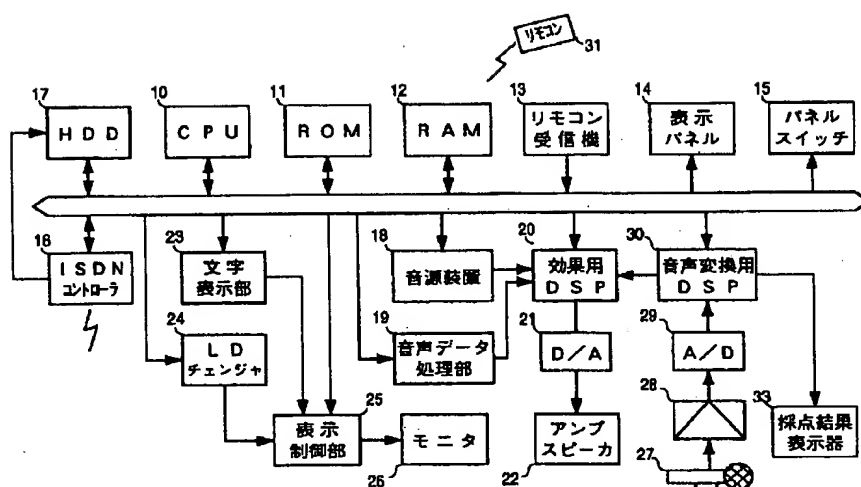 リモコン
31
17
10
11
12
13
14
15
HDD
CPU
ROM
RAM
リモコン
受信機
表示
パネル
パネル
スイッチ
16
ISDN
コントローラ
23
文字
表示部
18
音源装置
20
効果用
DSP
30
音声変換用
DSP
24
LD
チェンジャ
19
音声データ
処理部
21
D/A
29
A/D
25
表示
制御部
モニタ
26
アンプ
スピーカ
22
28
27
33
採点結果
表示器